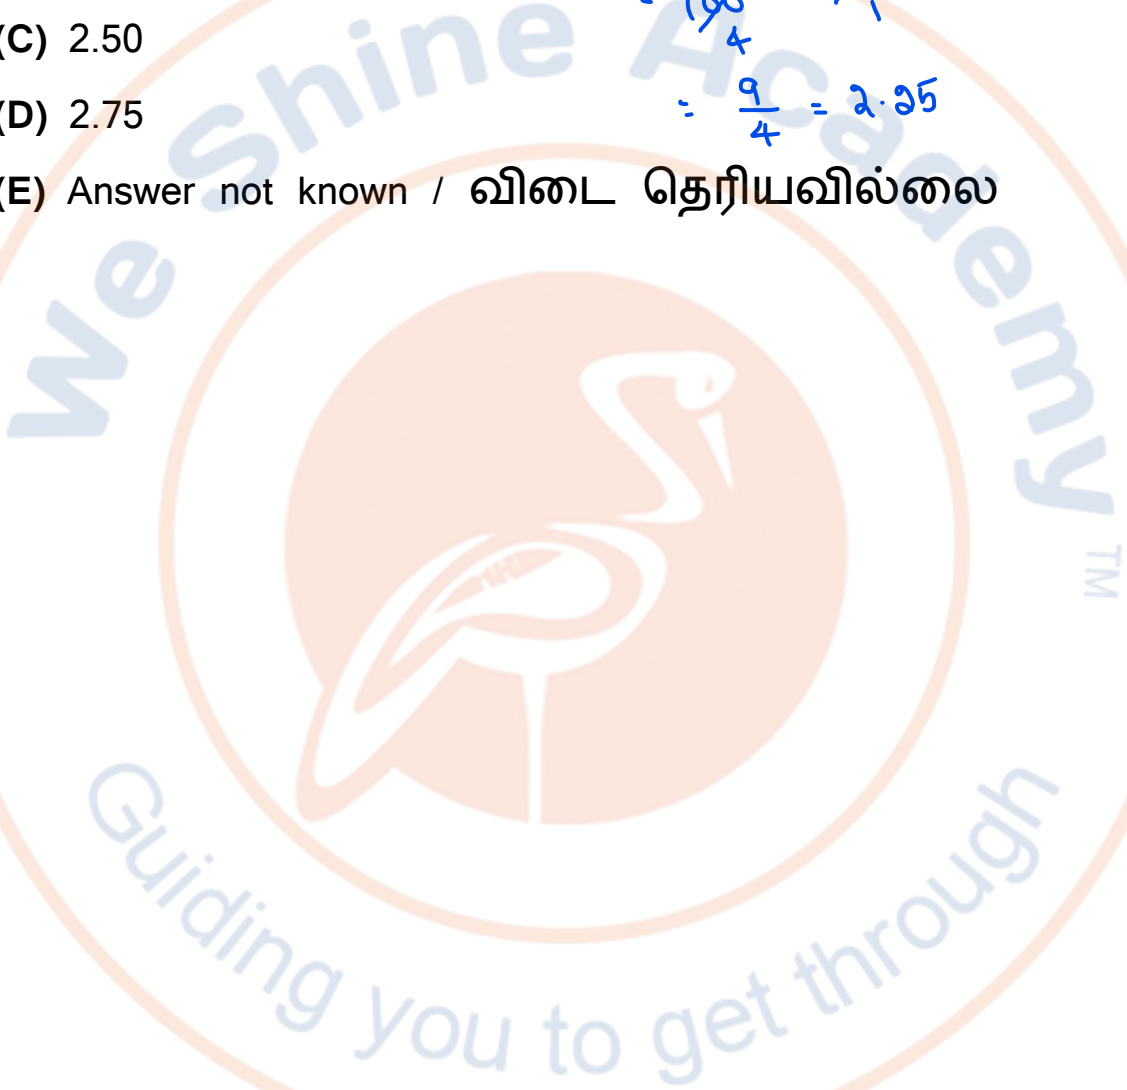 (C) 2.50
(D) 2.75
= 9/4 = 2.25
(E) Answer not known / விடை தெரியவில்லை
We Shine Academy TM
Guiding you to get through